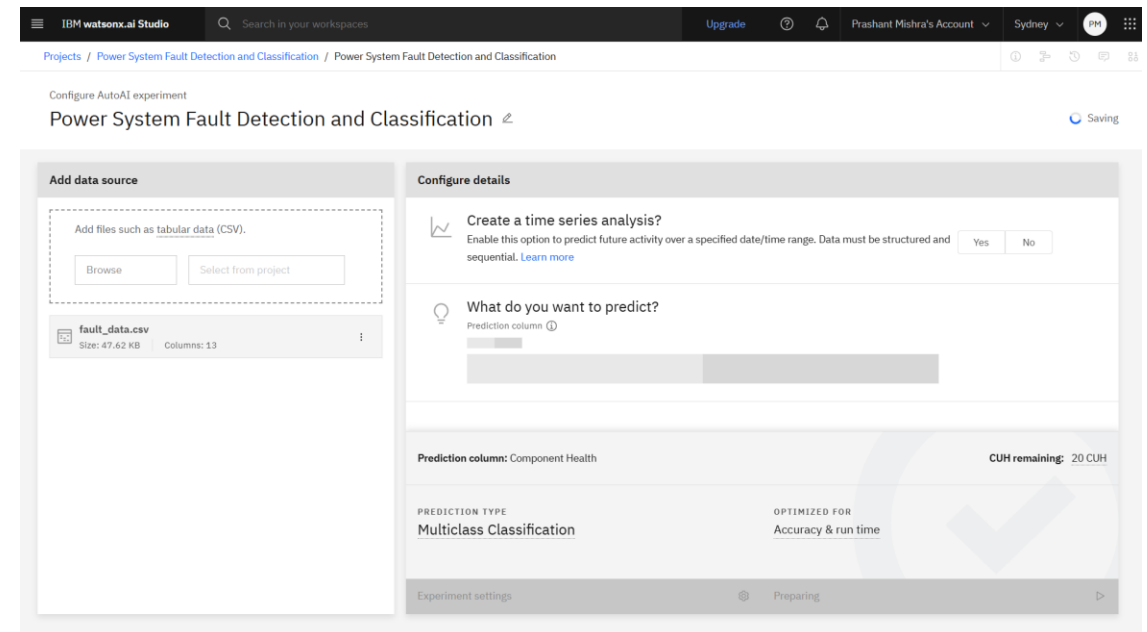 IBM watsonx.ai Studio
Search in your workspaces
Upgrade
Prashant Mishra's Account
Sydney
PM
Projects / Power System Fault Detection and Classification / Power System Fault Detection and Classification
Configure AutoAI experiment
Power System Fault Detection and Classification
Saving
Add data source
Add files such as tabular data (CSV).
Browse
Select from project
fault_data.csv
Size: 47.62 KB
Columns: 13
Configure details
Create a time series analysis?
Enable this option to predict future activity over a specified date/time range. Data must be structured and
sequential. Learn more
Yes
No
What do you want to predict?
Prediction column
Prediction column: Component Health
CUH remaining: 20 CUH
PREDICTION TYPE
Multiclass Classification
OPTIMIZED FOR
Accuracy & run time
Experiment settings
Preparing